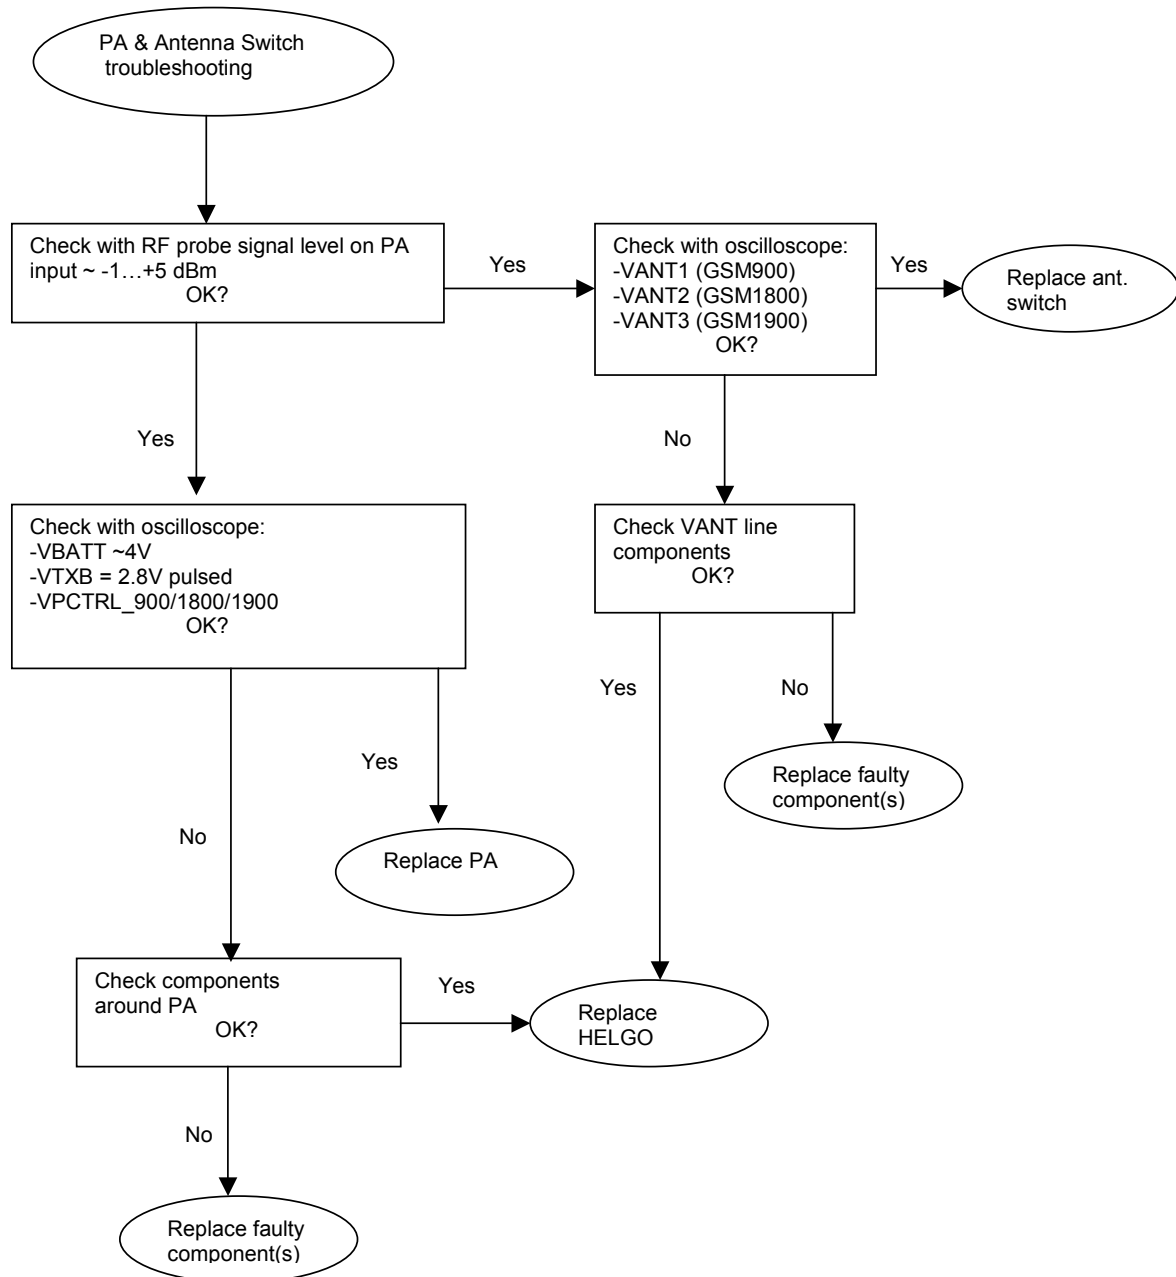 PA & Antenna Switch
troubleshooting
Check with RF probe signal level on PA
input ~ -1…+5 dBm
OK?
Yes
Check with oscilloscope:
-VANT1 (GSM900)
-VANT2 (GSM1800)
-VANT3 (GSM1900)
OK?
Yes
Replace ant.
switch
Yes
No
Check with oscilloscope:
-VBATT ~4V
-VTXB = 2.8V pulsed
-VPCTRL_900/1800/1900
OK?
Check VANT line
components
OK?
Yes
No
Replace faulty
component(s)
No
Yes
Replace PA
Check components
around PA
OK?
Yes
Replace
HELGO
No
Replace faulty
component(s)